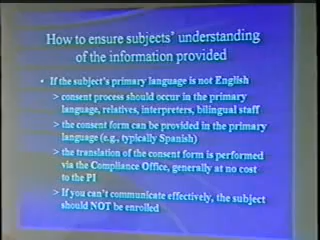 How to ensure subjects' understanding
of the information provided
• If the subject's primary language is not English
> consent process should occur in the primary
language, relatives, interpreters, bilingual staff
> the consent form can be provided in the primary
language (e.g., typically Spanish)
> the translation of the consent form is performed
via the Compliance Office, generally at no cost
to the PI
> If you can't communicate effectively, the subject
should NOT be enrolled